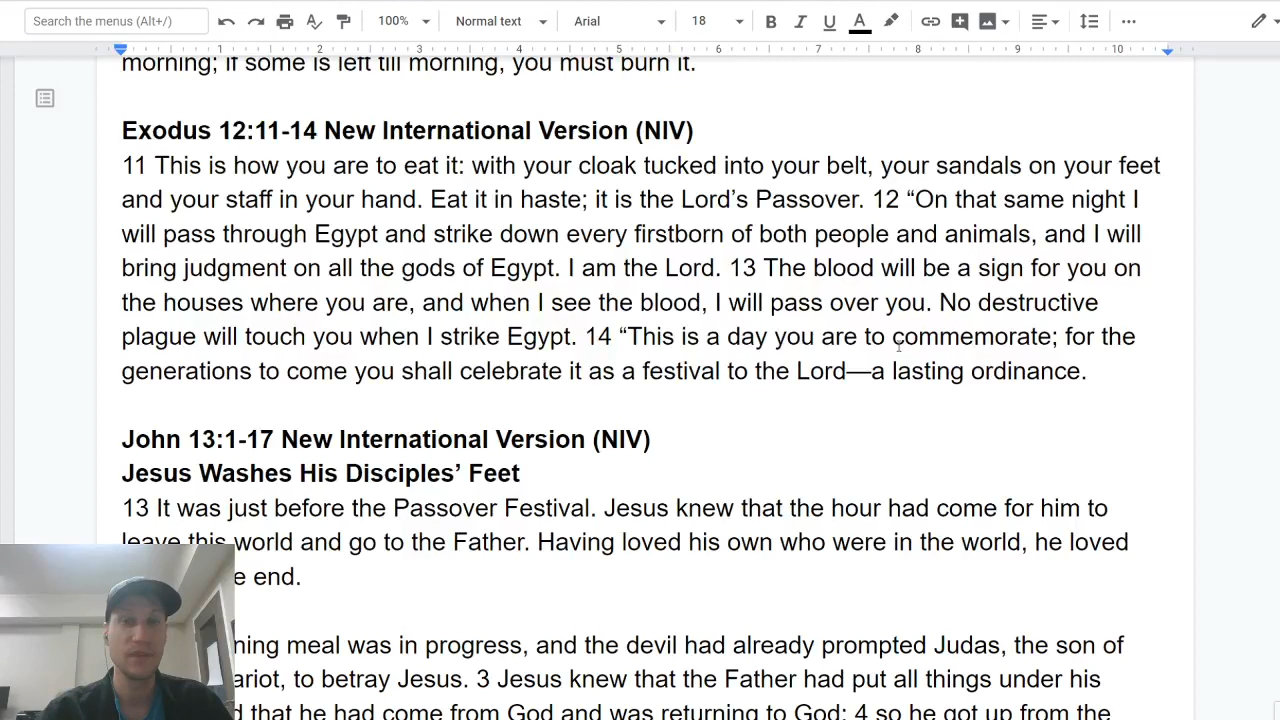 Search the menus (Alt+/)
100%
Normal text
Arial
18
B I U A
1 2 3 4 5 6 7 8 9 10
morning; if some is left till morning, you must burn it.
Exodus 12:11-14 New International Version (NIV)
11 This is how you are to eat it: with your cloak tucked into your belt, your sandals on your feet
and your staff in your hand. Eat it in haste; it is the Lord’s Passover. 12 “On that same night I
will pass through Egypt and strike down every firstborn of both people and animals, and I will
bring judgment on all the gods of Egypt. I am the Lord. 13 The blood will be a sign for you on
the houses where you are, and when I see the blood, I will pass over you. No destructive
plague will touch you when I strike Egypt. 14 “This is a day you are to commemorate; for the
generations to come you shall celebrate it as a festival to the Lord—a lasting ordinance.
John 13:1-17 New International Version (NIV)
Jesus Washes His Disciples’ Feet
13 It was just before the Passover Festival. Jesus knew that the hour had come for him to
leave this world and go to the Father. Having loved his own who were in the world, he loved
end.
meal was in progress, and the devil had already prompted Judas, the son of
to betray Jesus. 3 Jesus knew that the Father had put all things under his
that he had come from God and was returning to God; 4 so he got up from the